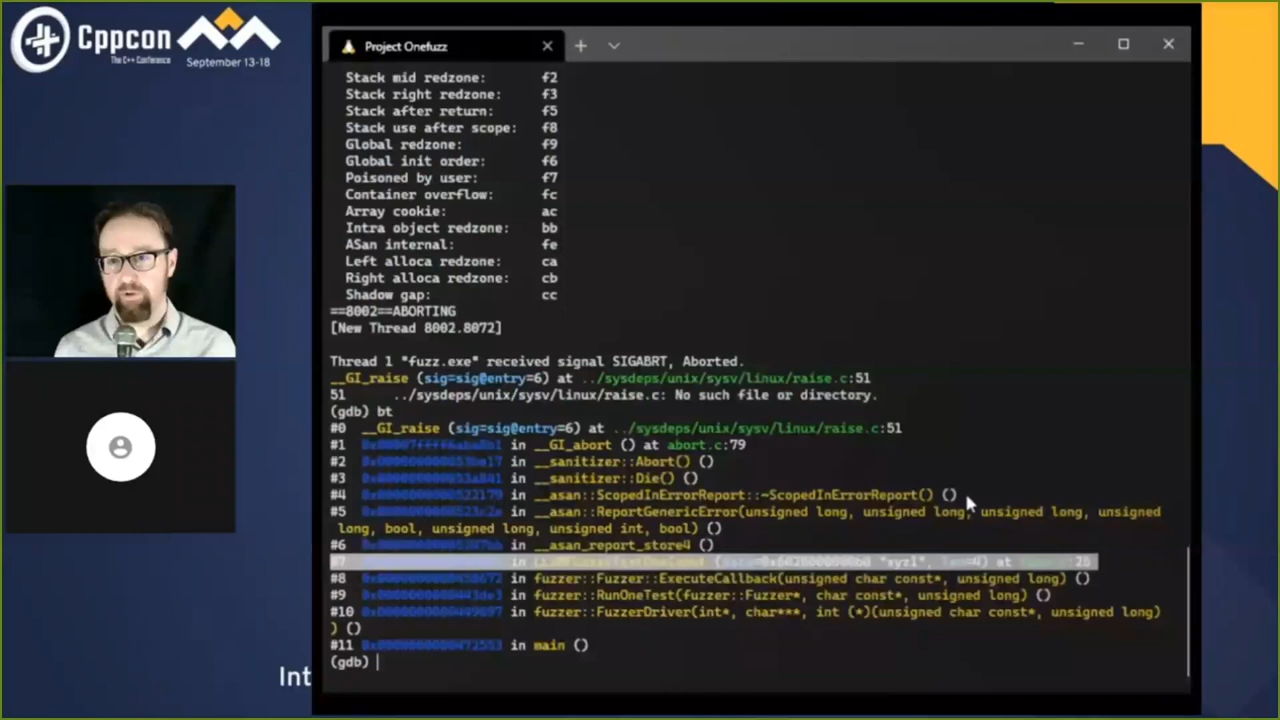 Cppcon
The C++ Conference
September 13-18
Project Onefuzz
Stack mid redzone: f2
Stack right redzone: f3
Stack after return: f5
Stack use after scope: f8
Global redzone: f9
Global init order: f6
Poisoned by user: f7
Container overflow: fc
Array cookie: ac
Intra object redzone: bb
ASan internal: fe
Left alloca redzone: ca
Right alloca redzone: cb
Shadow gap: cc
==8002==ABORTING
[New Thread 8002.8072]
Thread 1 "fuzz.exe" received signal SIGABRT, Aborted.
__GI_raise (sig=sig@entry=6) at ../sysdeps/unix/sysv/linux/raise.c:51
51 ../sysdeps/unix/sysv/linux/raise.c: No such file or directory.
(gdb) bt
#0 __GI_raise (sig=sig@entry=6) at ../sysdeps/unix/sysv/linux/raise.c:51
#1 in __GI_abort () at abort.c:79
#2 in __sanitizer::Abort() ()
#3 in __sanitizer::Die() ()
#4 in __asan::ScopedInErrorReport::~ScopedInErrorReport() ()
#5 in __asan::ReportGenericError(unsigned long, unsigned long, unsigned long, unsigned
long, bool, unsigned long, unsigned int, bool) ()
#6 in __asan_report_store4 ()
#7 in "xyz1", at
#8 in fuzzer::Fuzzer::ExecuteCallback(unsigned char const*, unsigned long) ()
#9 in fuzzer::RunOneTest(fuzzer::Fuzzer*, char const*, unsigned long) ()
#10 in fuzzer::FuzzerDriver(int*, char***, int (*)(unsigned char const*, unsigned long)
) ()
#11 in main ()
(gdb)
Int